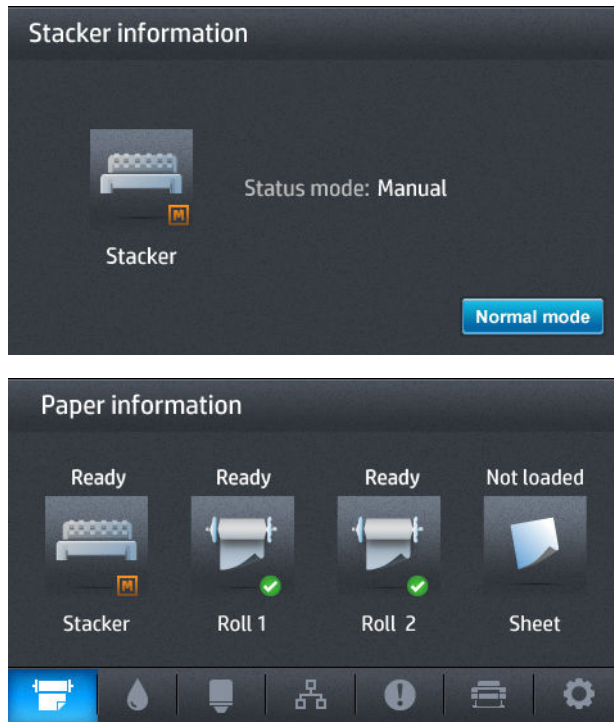 Stacker information
Status mode: Manual
M
Stacker
Normal mode
Paper information
Ready Ready Ready Not loaded
M
Stacker Roll 1 Roll 2 Sheet